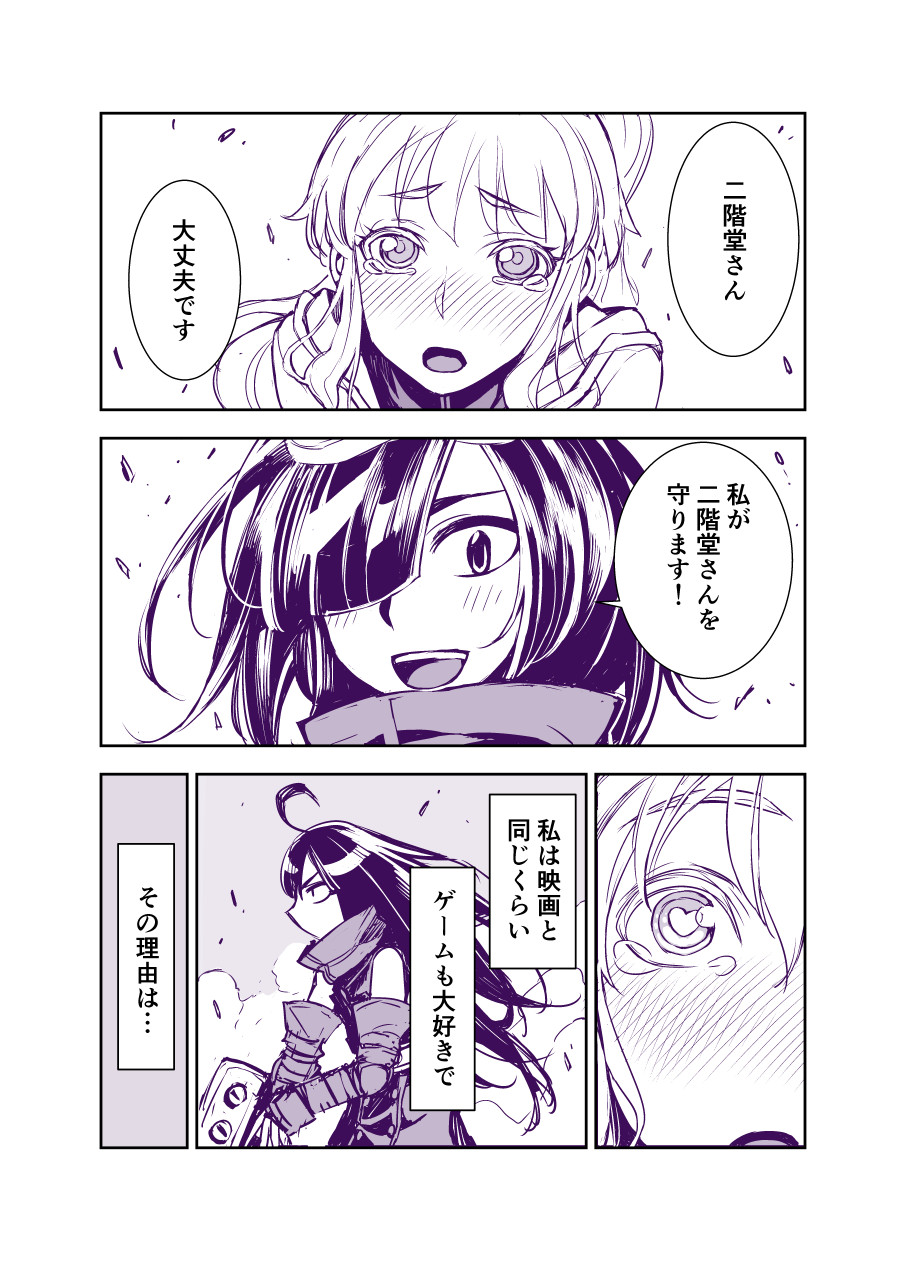 二階堂さん
大丈夫です
私が
二階堂さんを
守ります！
私は映画と
同じくらい
ゲームも大好きで
その理由は…